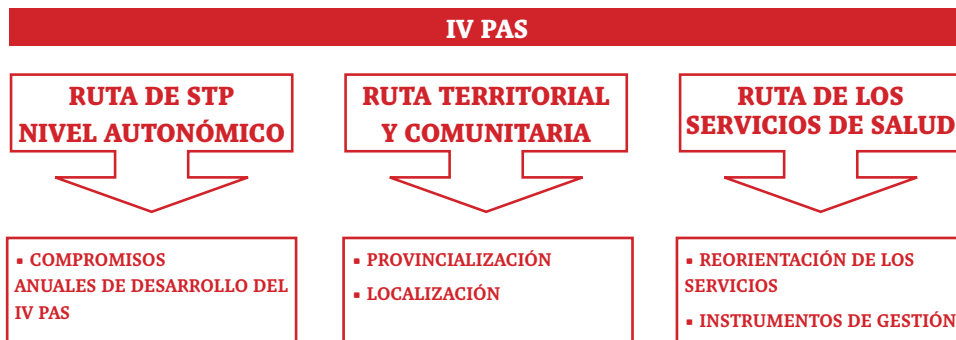 IV PAS
RUTA DE STP
NIVEL AUTONÓMICO
RUTA TERRITORIAL
Y COMUNITARIA
RUTA DE LOS
SERVICIOS DE SALUD
▪ COMPROMISOS
ANUALES DE DESARROLLO DEL
IV PAS
▪ PROVINCIALIZACIÓN
▪ LOCALIZACIÓN
▪ REORIENTACIÓN DE LOS
SERVICIOS
▪ INSTRUMENTOS DE GESTIÓN